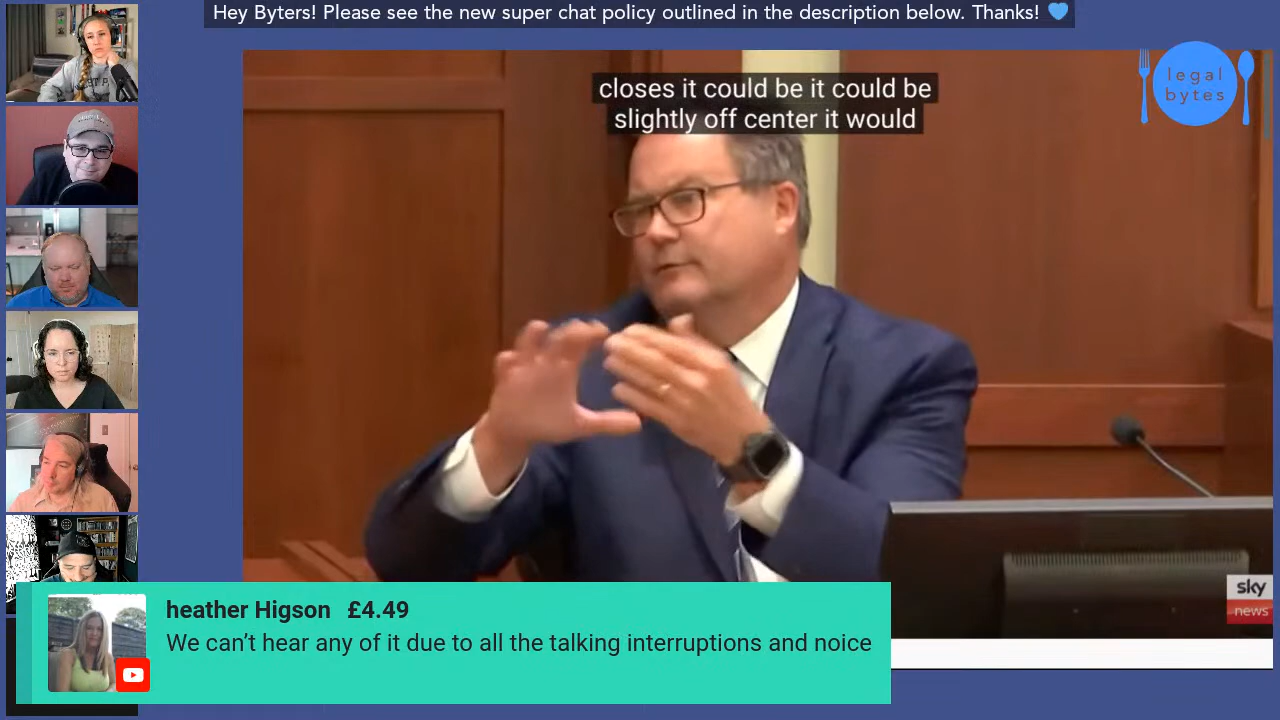 Hey Byters! Please see the new super chat policy outlined in the description below. Thanks! 💙
legal
bytes
closes it could be it could be
slightly off center it would
sky
news
heather Higson £4.49
We can’t hear any of it due to all the talking interruptions and noice